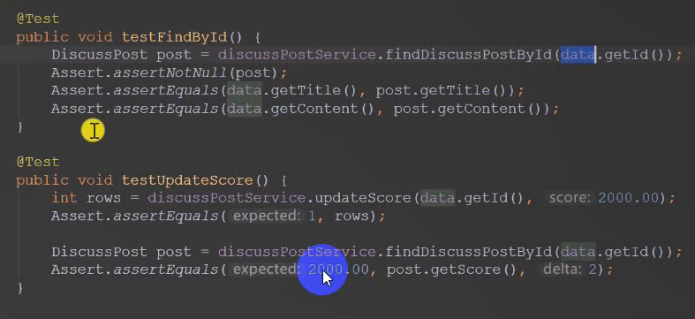 @Test
public void testFindById() {
DiscussPost post = discussPostService.findDiscussPostById(data.getId());
Assert.assertNotNull(post);
Assert.assertEquals(data.getTitle(), post.getTitle());
Assert.assertEquals(data.getContent(), post.getContent());
}
@Test
public void testUpdateScore() {
int rows = discussPostService.updateScore(data.getId(), score: 2000.00);
Assert.assertEquals( expected: 1, rows);
DiscussPost post = discussPostService.findDiscussPostById(data.getId());
Assert.assertEquals( expected: 2000.00, post.getScore(), delta: 2);
}